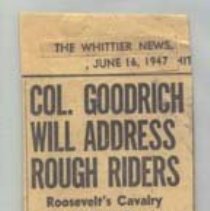 THE WHITTIER NEWS,
, JUNE 16, 1947
COL. GOODRICH
WILL ADDRESS
ROUGH RIDERS
Roosevelt's Cavalry